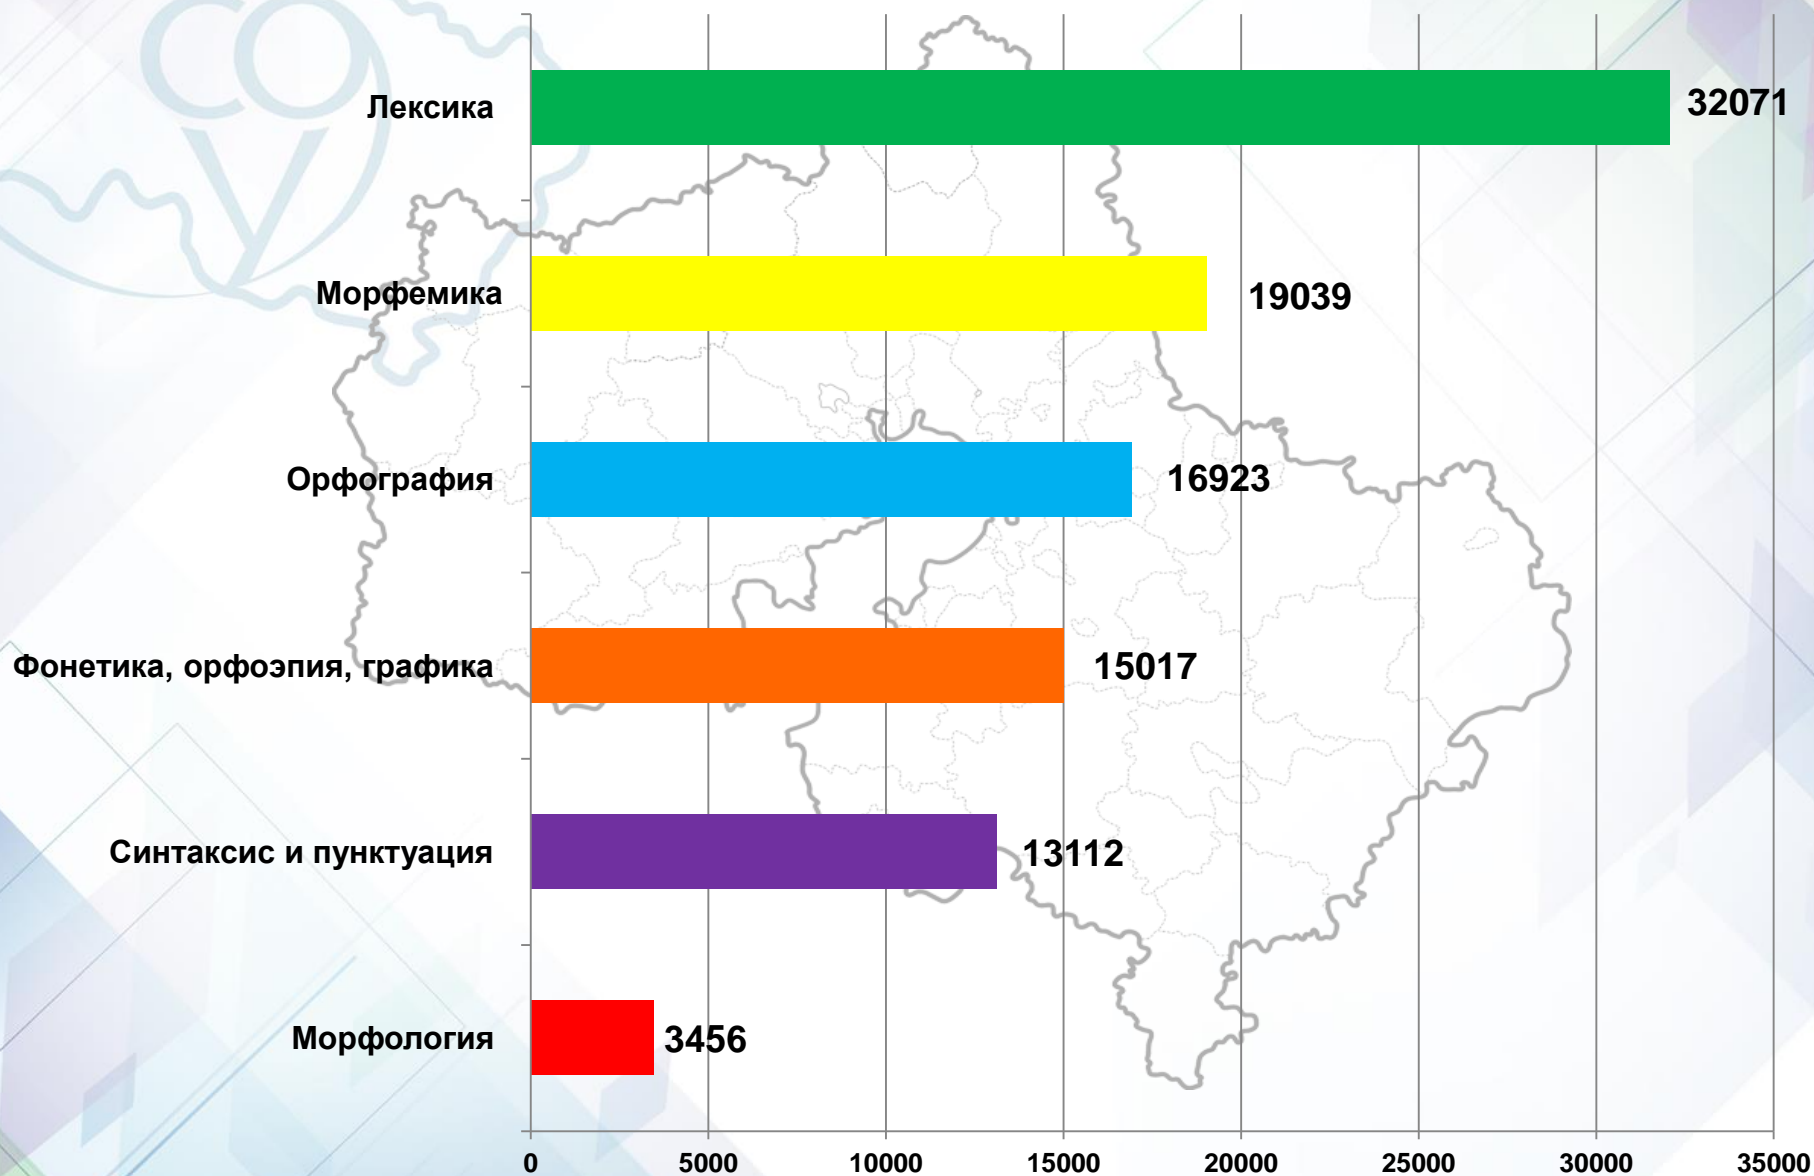 СО
У
Лексика 32071
Морфемика 19039
Орфография 16923
Фонетика, орфоэпия, графика 15017
Синтаксис и пунктуация 13112
Морфология 3456
0 5000 10000 15000 20000 25000 30000 35000